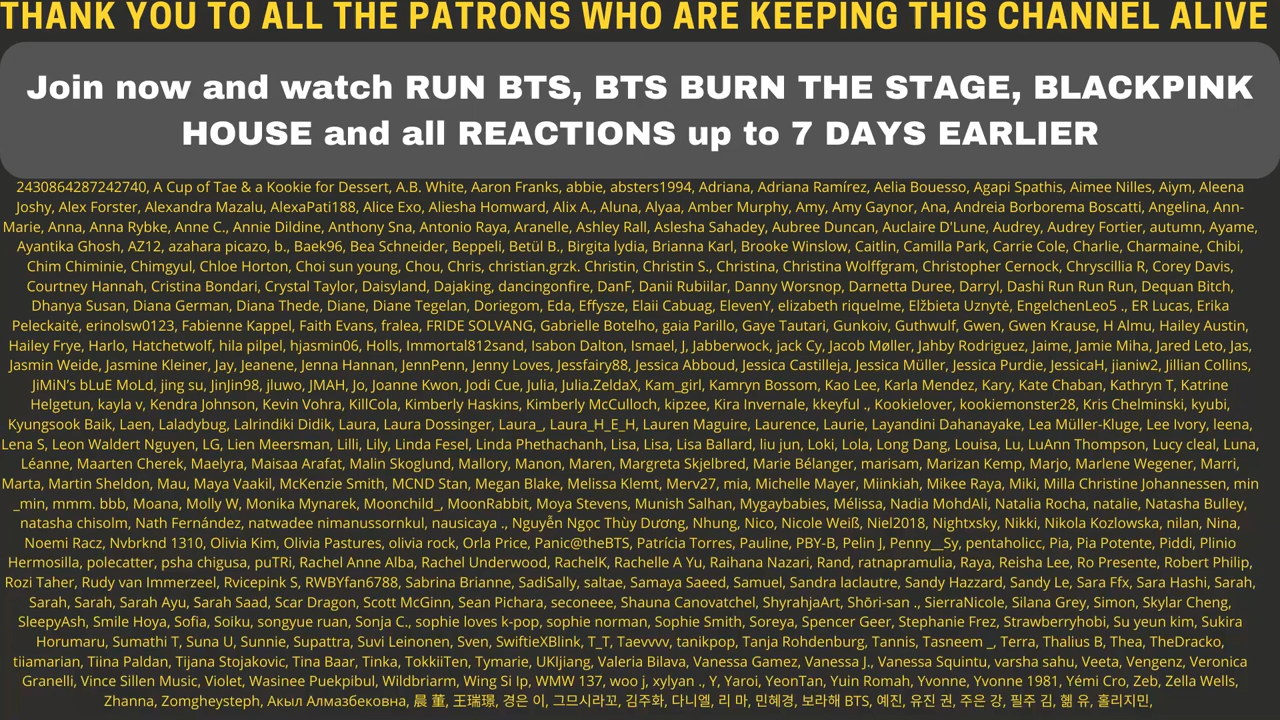 THANK YOU TO ALL THE PATRONS WHO ARE KEEPING THIS CHANNEL ALIVE
Join now and watch RUN BTS, BTS BURN THE STAGE, BLACKPINK
HOUSE and all REACTIONS up to 7 DAYS EARLIER
2430864287242740, A Cup of Tae & a Kookie for Dessert, A.B. White, Aaron Franks, abbie, absters1994, Adriana, Adriana Ramírez, Aelia Bouesso, Agapi Spathis, Aimee Nilles, Aiym, Aleena
Joshy, Alex Forster, Alexandra Mazalu, AlexaPati188, Alice Exo, Aliesha Homward, Alix A., Aluna, Alyaa, Amber Murphy, Amy, Amy Gaynor, Ana, Andreia Borborema Boscatti, Angelina, Ann-
Marie, Anna, Anna Rybke, Anne C., Annie Dildine, Anthony Sna, Antonio Raya, Aranelle, Ashley Rall, Aslesha Sahadey, Aubree Duncan, Auclaire D'Lune, Audrey, Audrey Fortier, autumn, Ayame,
Ayantika Ghosh, AZ12, azahara picazo, b., Baek96, Bea Schneider, Beppeli, Betül B., Birgita lydia, Brianna Karl, Brooke Winslow, Caitlin, Camilla Park, Carrie Cole, Charlie, Charmaine, Chibi,
Chim Chiminie, Chimgyul, Chloe Horton, Choi sun young, Chou, Chris, christian.grzk. Christin, Christin S., Christina, Christina Wolffgram, Christopher Cernock, Chryscillia R, Corey Davis,
Courtney Hannah, Cristina Bondari, Crystal Taylor, Daisyland, Dajaking, dancingonfire, DanF, Danii Rubiilar, Danny Worsnop, Darnetta Duree, Darryl, Dashi Run Run Run, Dequan Bitch,
Dhanya Susan, Diana German, Diana Thede, Diane, Diane Tegelan, Doriegom, Eda, Effysze, Elaii Cabuag, ElevenY, elizabeth riquelme, Elžbieta Uznytė, EngelchenLeo5 ., ER Lucas, Erika
Peleckaitė, erinolsw0123, Fabienne Kappel, Faith Evans, fralea, FRIDE SOLVANG, Gabrielle Botelho, gaia Parillo, Gaye Tautari, Gunkoiv, Guthwulf, Gwen, Gwen Krause, H Almu, Hailey Austin,
Hailey Frye, Harlo, Hatchetwolf, hila pilpel, hjasmin06, Holls, Immortal812sand, Isabon Dalton, Ismael, J, Jabberwock, jack Cy, Jacob Møller, Jahby Rodriguez, Jaime, Jamie Miha, Jared Leto, Jas,
Jasmin Weide, Jasmine Kleiner, Jay, Jeanene, Jenna Hannan, JennPenn, Jenny Loves, Jessfairy88, Jessica Abboud, Jessica Castilleja, Jessica Müller, Jessica Purdie, JessicaH, jianiw2, Jillian Collins,
JiMiN's bLuE MoLd, jing su, JinJin98, jluwo, JMAH, Jo, Joanne Kwon, Jodi Cue, Julia, Julia.ZeldaX, Kam_girl, Kamryn Bossom, Kao Lee, Karla Mendez, Kary, Kate Chaban, Kathryn T, Katrine
Helgetun, kayla v, Kendra Johnson, Kevin Vohra, KillCola, Kimberly Haskins, Kimberly McCulloch, kipzee, Kira Invernale, kkeyful ., Kookielover, kookiemonster28, Kris Chelminski, kyubi,
Kyungsook Baik, Laen, Laladybug, Lalrindiki Didik, Laura, Laura Dossinger, Laura_, Laura_H_E_H, Lauren Maguire, Laurence, Laurie, Layandini Dahanayake, Lea Müller-Kluge, Lee Ivory, leena,
Lena S, Leon Waldert Nguyen, LG, Lien Meersman, Lilli, Lily, Linda Fesel, Linda Phethachanh, Lisa, Lisa, Lisa Ballard, liu jun, Loki, Lola, Long Dang, Louisa, Lu, LuAnn Thompson, Lucy cleal, Luna,
Léanne, Maarten Cherek, Maelyra, Maisaa Arafat, Malin Skoglund, Mallory, Manon, Maren, Margreta Skjelbred, Marie Bélanger, marisam, Marizan Kemp, Marjo, Marlene Wegener, Marri,
Marta, Martin Sheldon, Mau, Maya Vaakil, McKenzie Smith, MCND Stan, Megan Blake, Melissa Klemt, Merv27, mia, Michelle Mayer, Miinkiah, Mikee Raya, Miki, Milla Christine Johannessen, min
_min, mmm. bbb, Moana, Molly W, Monika Mynarek, Moonchild_, MoonRabbit, Moya Stevens, Munish Salhan, Mygaybabies, Mélissa, Nadia MohdAli, Natalia Rocha, natalie, Natasha Bulley,
natasha chisolm, Nath Fernández, natwadee nimanussornkul, nausicaya ., Nguyễn Ngọc Thùy Dương, Nhung, Nico, Nicole Weiß, Niel2018, Nightxsky, Nikki, Nikola Kozlowska, nilan, Nina,
Noemi Racz, Nvbrknd 1310, Olivia Kim, Olivia Pastures, olivia rock, Orla Price, Panic@theBTS, Patrícia Torres, Pauline, PBY-B, Pelin J, Penny__Sy, pentaholicc, Pia, Pia Potente, Piddi, Plinio
Hermosilla, polecatter, psha chigusa, puTRi, Rachel Anne Alba, Rachel Underwood, RachelK, Rachelle A Yu, Raihana Nazari, Rand, ratnapramulia, Raya, Reisha Lee, Ro Presente, Robert Philip,
Rozi Taher, Rudy van Immerzeel, Rvicepink S, RWBYfan6788, Sabrina Brianne, SadiSally, saltae, Samaya Saeed, Samuel, Sandra laclautre, Sandy Hazzard, Sandy Le, Sara Ffx, Sara Hashi, Sarah,
Sarah, Sarah, Sarah Ayu, Sarah Saad, Scar Dragon, Scott McGinn, Sean Pichara, seconeee, Shauna Canovatchel, ShyrahjaArt, Shōri-san ., SierraNicole, Silana Grey, Simon, Skylar Cheng,
SleepyAsh, Smile Hoya, Sofia, Soiku, songyue ruan, Sonja C., sophie loves k-pop, sophie norman, Sophie Smith, Soreya, Spencer Geer, Stephanie Frez, Strawberryhobi, Su yeun kim, Sukira
Horumaru, Sumathi T, Suna U, Sunnie, Supattra, Suvi Leinonen, Sven, SwiftieXBlink, T_T, Taevvvv, tanikpop, Tanja Rohdenburg, Tannis, Tasneem _, Terra, Thalius B, Thea, TheDracko,
tiiamarian, Tiina Paldan, Tijana Stojakovic, Tina Baar, Tinka, TokkiiTen, Tymarie, UKIjiang, Valeria Bilava, Vanessa Gamez, Vanessa J., Vanessa Squintu, varsha sahu, Veeta, Vengenz, Veronica
Granelli, Vince Sillen Music, Violet, Wasinee Puekpibul, Wildbriarm, Wing Si Ip, WMW 137, woo j, xylyan ., Y, Yaroi, YeonTan, Yuin Romah, Yvonne, Yvonne 1981, Yémi Cro, Zeb, Zella Wells,
Zhanna, Zomgheysteph, Акыл Алмазбековна, 晨 董, 王瑞璟, 경은 이, 그므시라꼬, 김주화, 다니엘, 리 마, 민혜경, 보라해 BTS, 예진, 유진 권, 주은 강, 필주 김, 혦 유, 홀리지민,